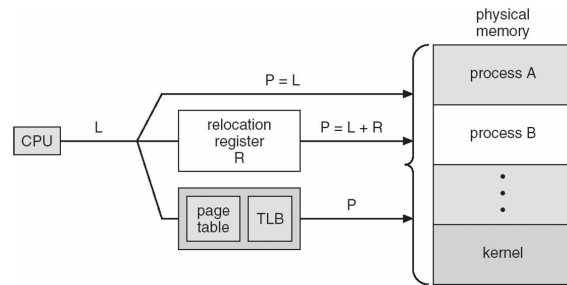 physical
memory
P = L
process A
CPU
L
relocation
register
R
P = L + R
process B
page
table
TLB
P
kernel